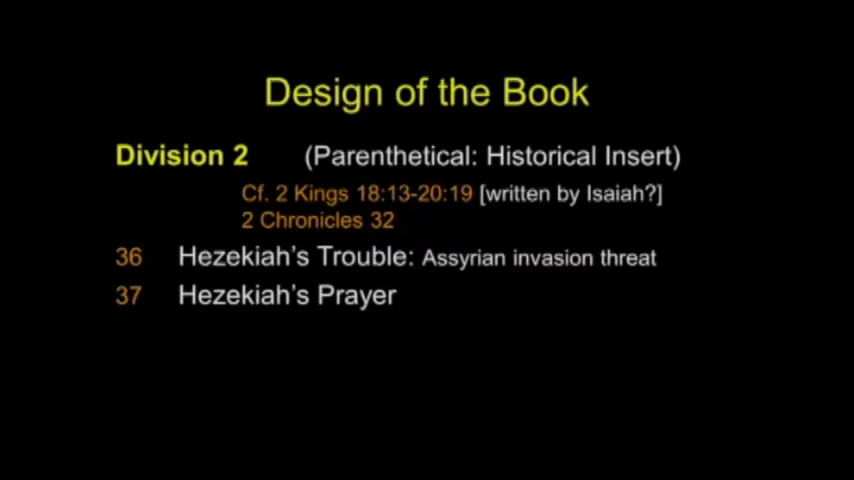 Design of the Book
Division 2 (Parenthetical: Historical Insert)
Cf. 2 Kings 18:13-20:19 [written by Isaiah?]
2 Chronicles 32
36 Hezekiah's Trouble: Assyrian invasion threat
37 Hezekiah's Prayer